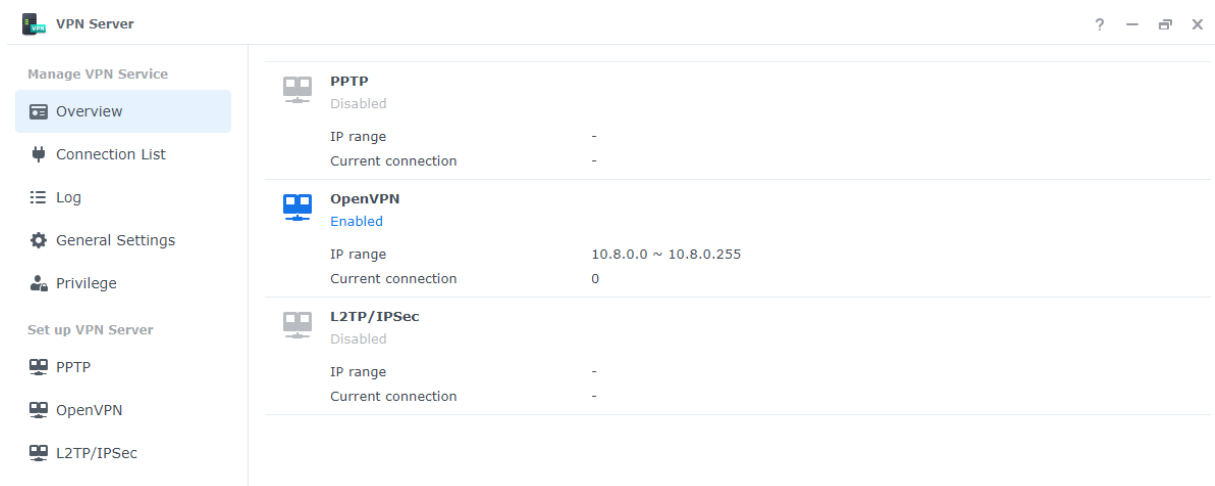 VPN Server
Manage VPN Service
Overview
Connection List
Log
General Settings
Privilege
Set up VPN Server
PPTP
OpenVPN
L2TP/IPSec
PPTP
Disabled
IP range -
Current connection -
OpenVPN
Enabled
IP range 10.8.0.0 ~ 10.8.0.255
Current connection 0
L2TP/IPSec
Disabled
IP range -
Current connection -